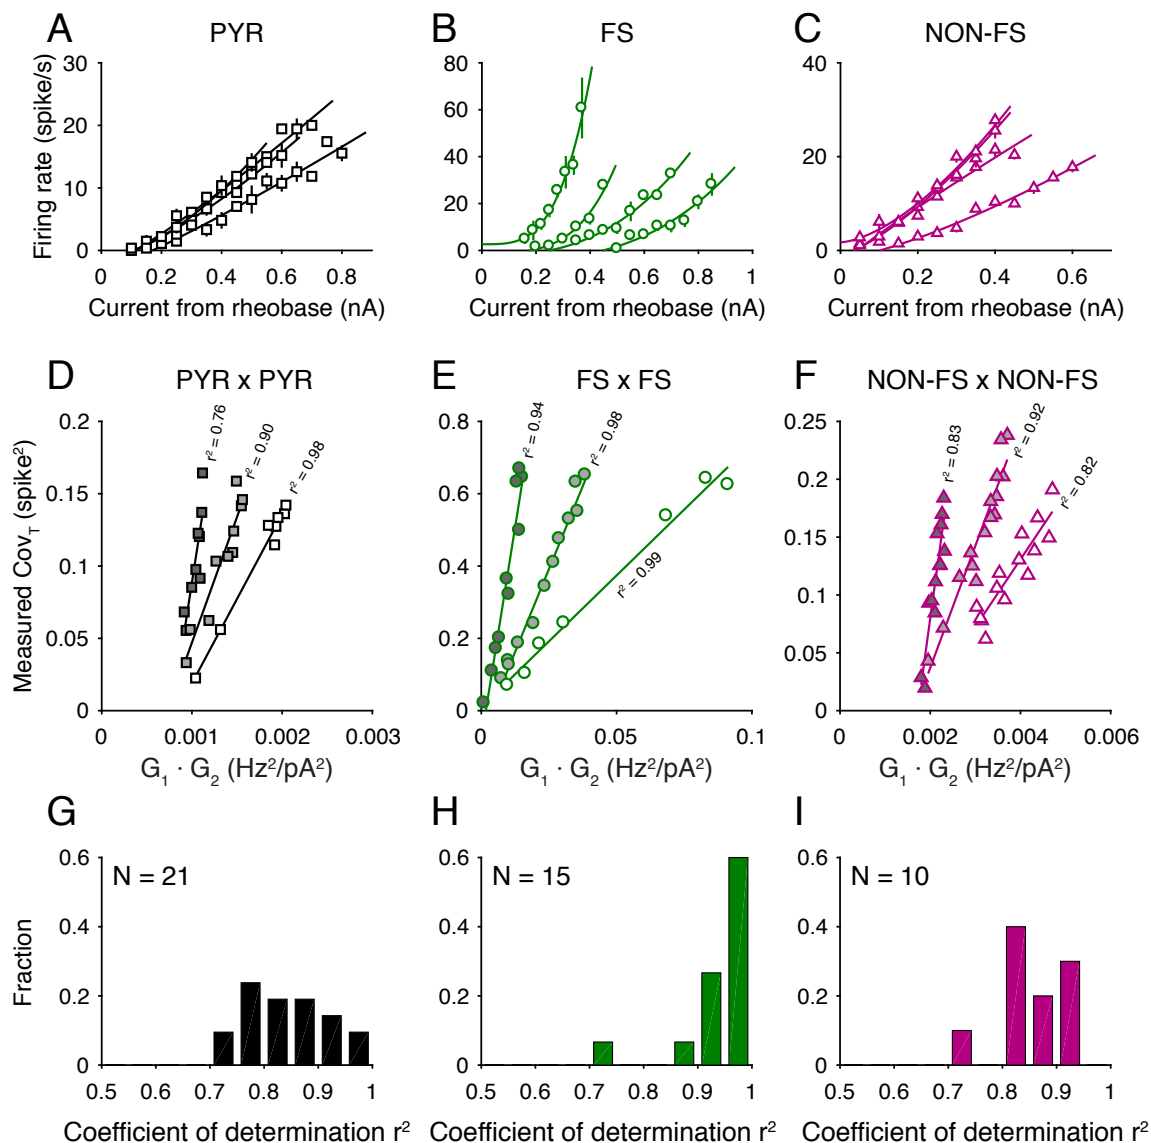 A PYR
B FS
C NON-FS
Firing rate (spike/s)
30
20
10
0
0 0.2 0.4 0.6 0.8
Current from rheobase (nA)
80
60
40
20
0
0 0.2 0.4 0.6 0.8 1
Current from rheobase (nA)
40
20
0
0 0.2 0.4 0.6
Current from rheobase (nA)
D PYR x PYR
E FS x FS
F NON-FS x NON-FS
Measured Cov_T (spike²)
0.2
0.15
0.1
0.05
0
r² = 0.76
r² = 0.90
r² = 0.98
0 0.001 0.002 0.003
G₁ · G₂ (Hz²/pA²)
0.8
0.6
0.4
0.2
0
r² = 0.94
r² = 0.98
r² = 0.99
0 0.05 0.1
G₁ · G₂ (Hz²/pA²)
0.25
0.2
0.15
0.1
0.05
0
r² = 0.83
r² = 0.92
r² = 0.82
0 0.002 0.004 0.006
G₁ · G₂ (Hz²/pA²)
G
H
I
Fraction
0.6
0.4
0.2
0
N = 21
0.5 0.6 0.7 0.8 0.9 1
Coefficient of determination r²
0.6
0.4
0.2
0
N = 15
0.5 0.6 0.7 0.8 0.9 1
Coefficient of determination r²
0.6
0.4
0.2
0
N = 10
0.5 0.6 0.7 0.8 0.9 1
Coefficient of determination r²